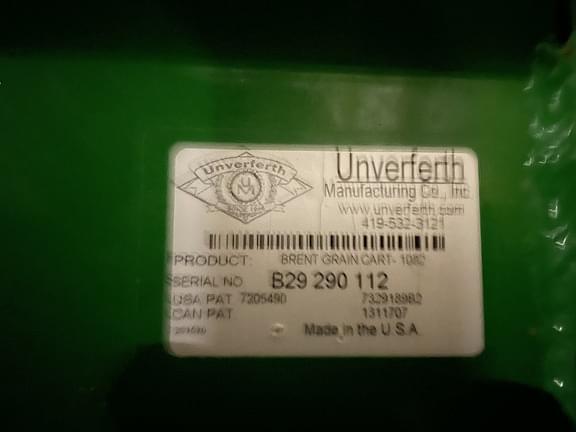 Unverferth
Unverferth
Manufacturing Co., Inc.
www.unverferth.com
419-532-3121
PRODUCT: BRENT GRAIN CART- 1082
SERIAL NO B29 290 112
USA PAT 7205490 7329189B2
CAN PAT 1311707
Made in the U.S.A.